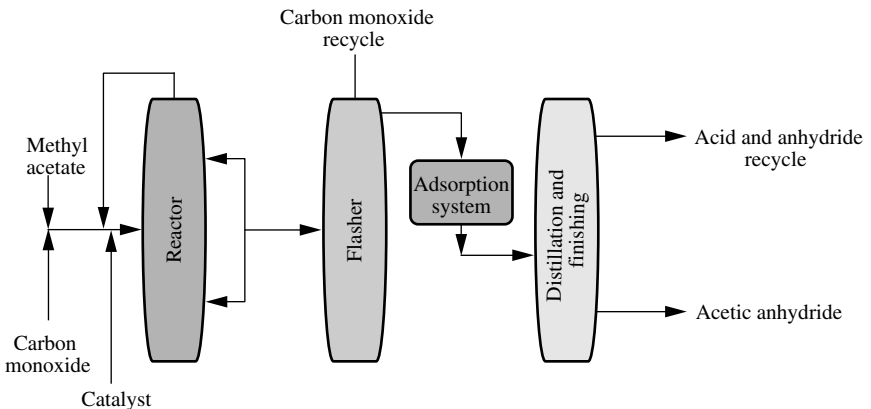 Carbon monoxide
recycle
Methyl
acetate
Reactor
Flasher
Adsorption
system
Distillation and
finishing
Acid and anhydride
recycle
Acetic anhydride
Carbon
monoxide
Catalyst